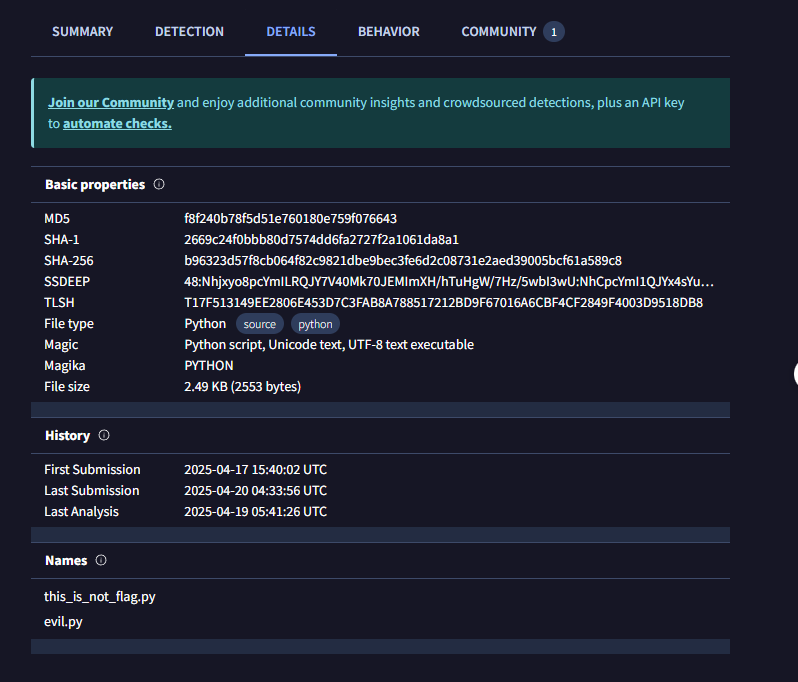 SUMMARY DETECTION DETAILS BEHAVIOR COMMUNITY 1
Join our Community and enjoy additional community insights and crowdsourced detections, plus an API key
to automate checks.
Basic properties
MD5 f8f240b78f5d51e760180e759f076643
SHA-1 2669c24f0bbb80d7574dd6fa2727f2a1061da8a1
SHA-256 b96323d57f8cb064f82c9821dbe9bec3fe6d2c08731e2aed39005bcf61a589c8
SSDEEP 48:Nhjxyo8pcYmILRQJY7V40Mk70JEMImXH/hTuHgW/7Hz/5wbI3wU:NhCpcYmI1QJYx4sYu…
TLSH T17F513149EE2806E453D7C3FAB8A788517212BD9F67016A6CBF4CF2849F4003D9518DB8
File type Python source python
Magic Python script, Unicode text, UTF-8 text executable
Magika PYTHON
File size 2.49 KB (2553 bytes)
History
First Submission 2025-04-17 15:40:02 UTC
Last Submission 2025-04-20 04:33:56 UTC
Last Analysis 2025-04-19 05:41:26 UTC
Names
this_is_not_flag.py
evil.py